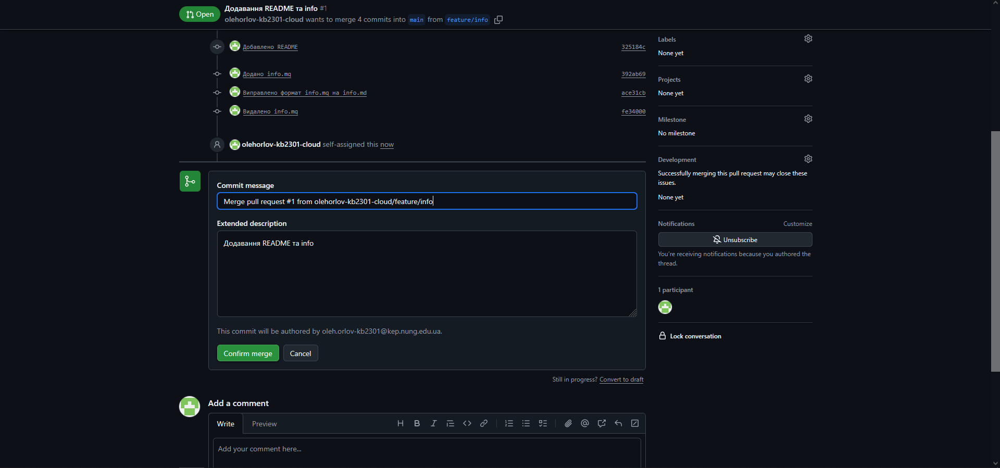 Open
Додавання README та info #1
olehorlov-kb2301-cloud wants to merge 4 commits into main from feature/info
Добавлено README 325184c
Додано info.mq 392ab69
Виправлено формат info.mq на info.md ace31cb
Видалено info.mq fe34000
olehorlov-kb2301-cloud self-assigned this now
Commit message
Merge pull request #1 from olehorlov-kb2301-cloud/feature/info
Extended description
Додавання README та info
This commit will be authored by oleh.orlov-kb2301@kep.nung.edu.ua.
Confirm merge Cancel
Still in progress? Convert to draft
Add a comment
Write Preview
Add your comment here...
Labels
None yet
Projects
None yet
Milestone
No milestone
Development
Successfully merging this pull request may close these
issues.
None yet
Notifications Customize
Unsubscribe
You're receiving notifications because you authored the
thread.
1 participant
Lock conversation